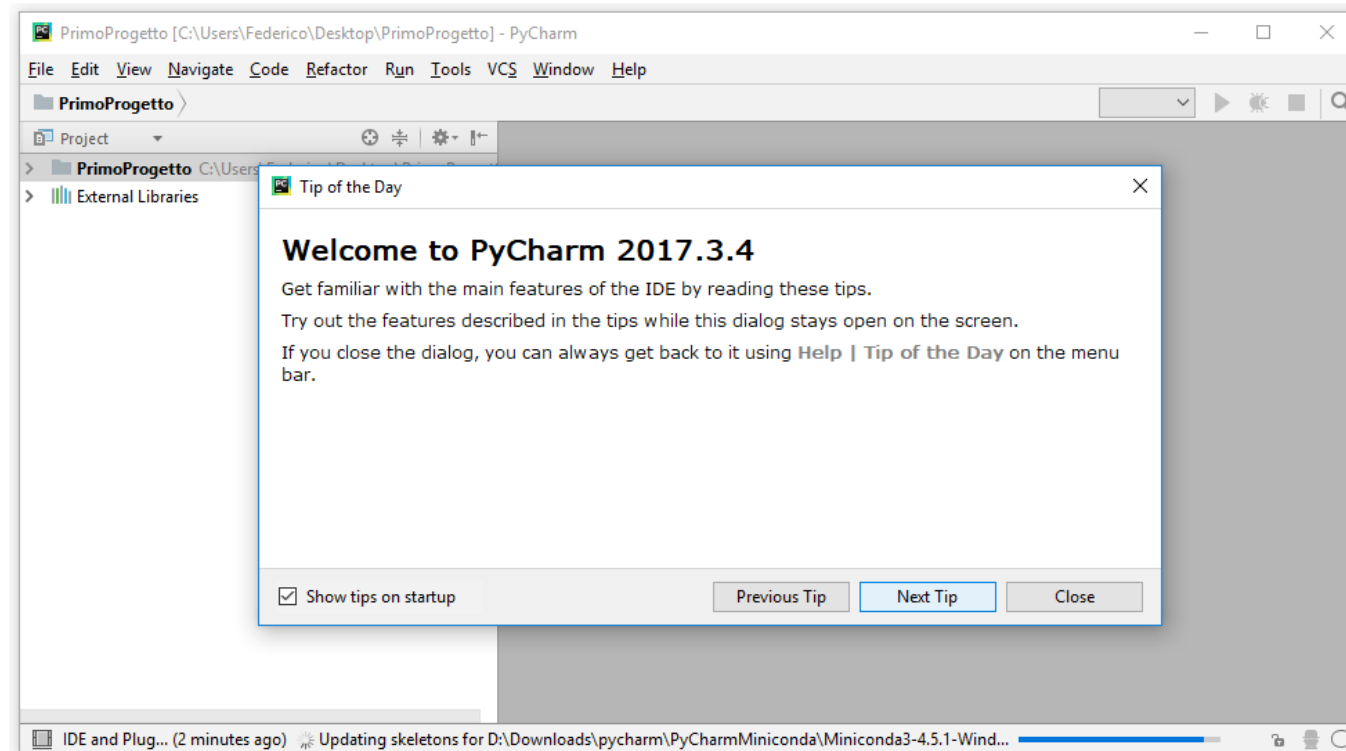 PrimoProgetto [C:\Users\Federico\Desktop\PrimoProgetto] - PyCharm
File Edit View Navigate Code Refactor Run Tools VCS Window Help
PrimoProgetto
Project
PrimoProgetto C:\Users
External Libraries
Tip of the Day
Welcome to PyCharm 2017.3.4
Get familiar with the main features of the IDE by reading these tips.
Try out the features described in the tips while this dialog stays open on the screen.
If you close the dialog, you can always get back to it using Help | Tip of the Day on the menu
bar.
Show tips on startup
Previous Tip
Next Tip
Close
IDE and Plug... (2 minutes ago) Updating skeletons for D:\Downloads\pycharm\PyCharmMiniconda\Miniconda3-4.5.1-Wind...